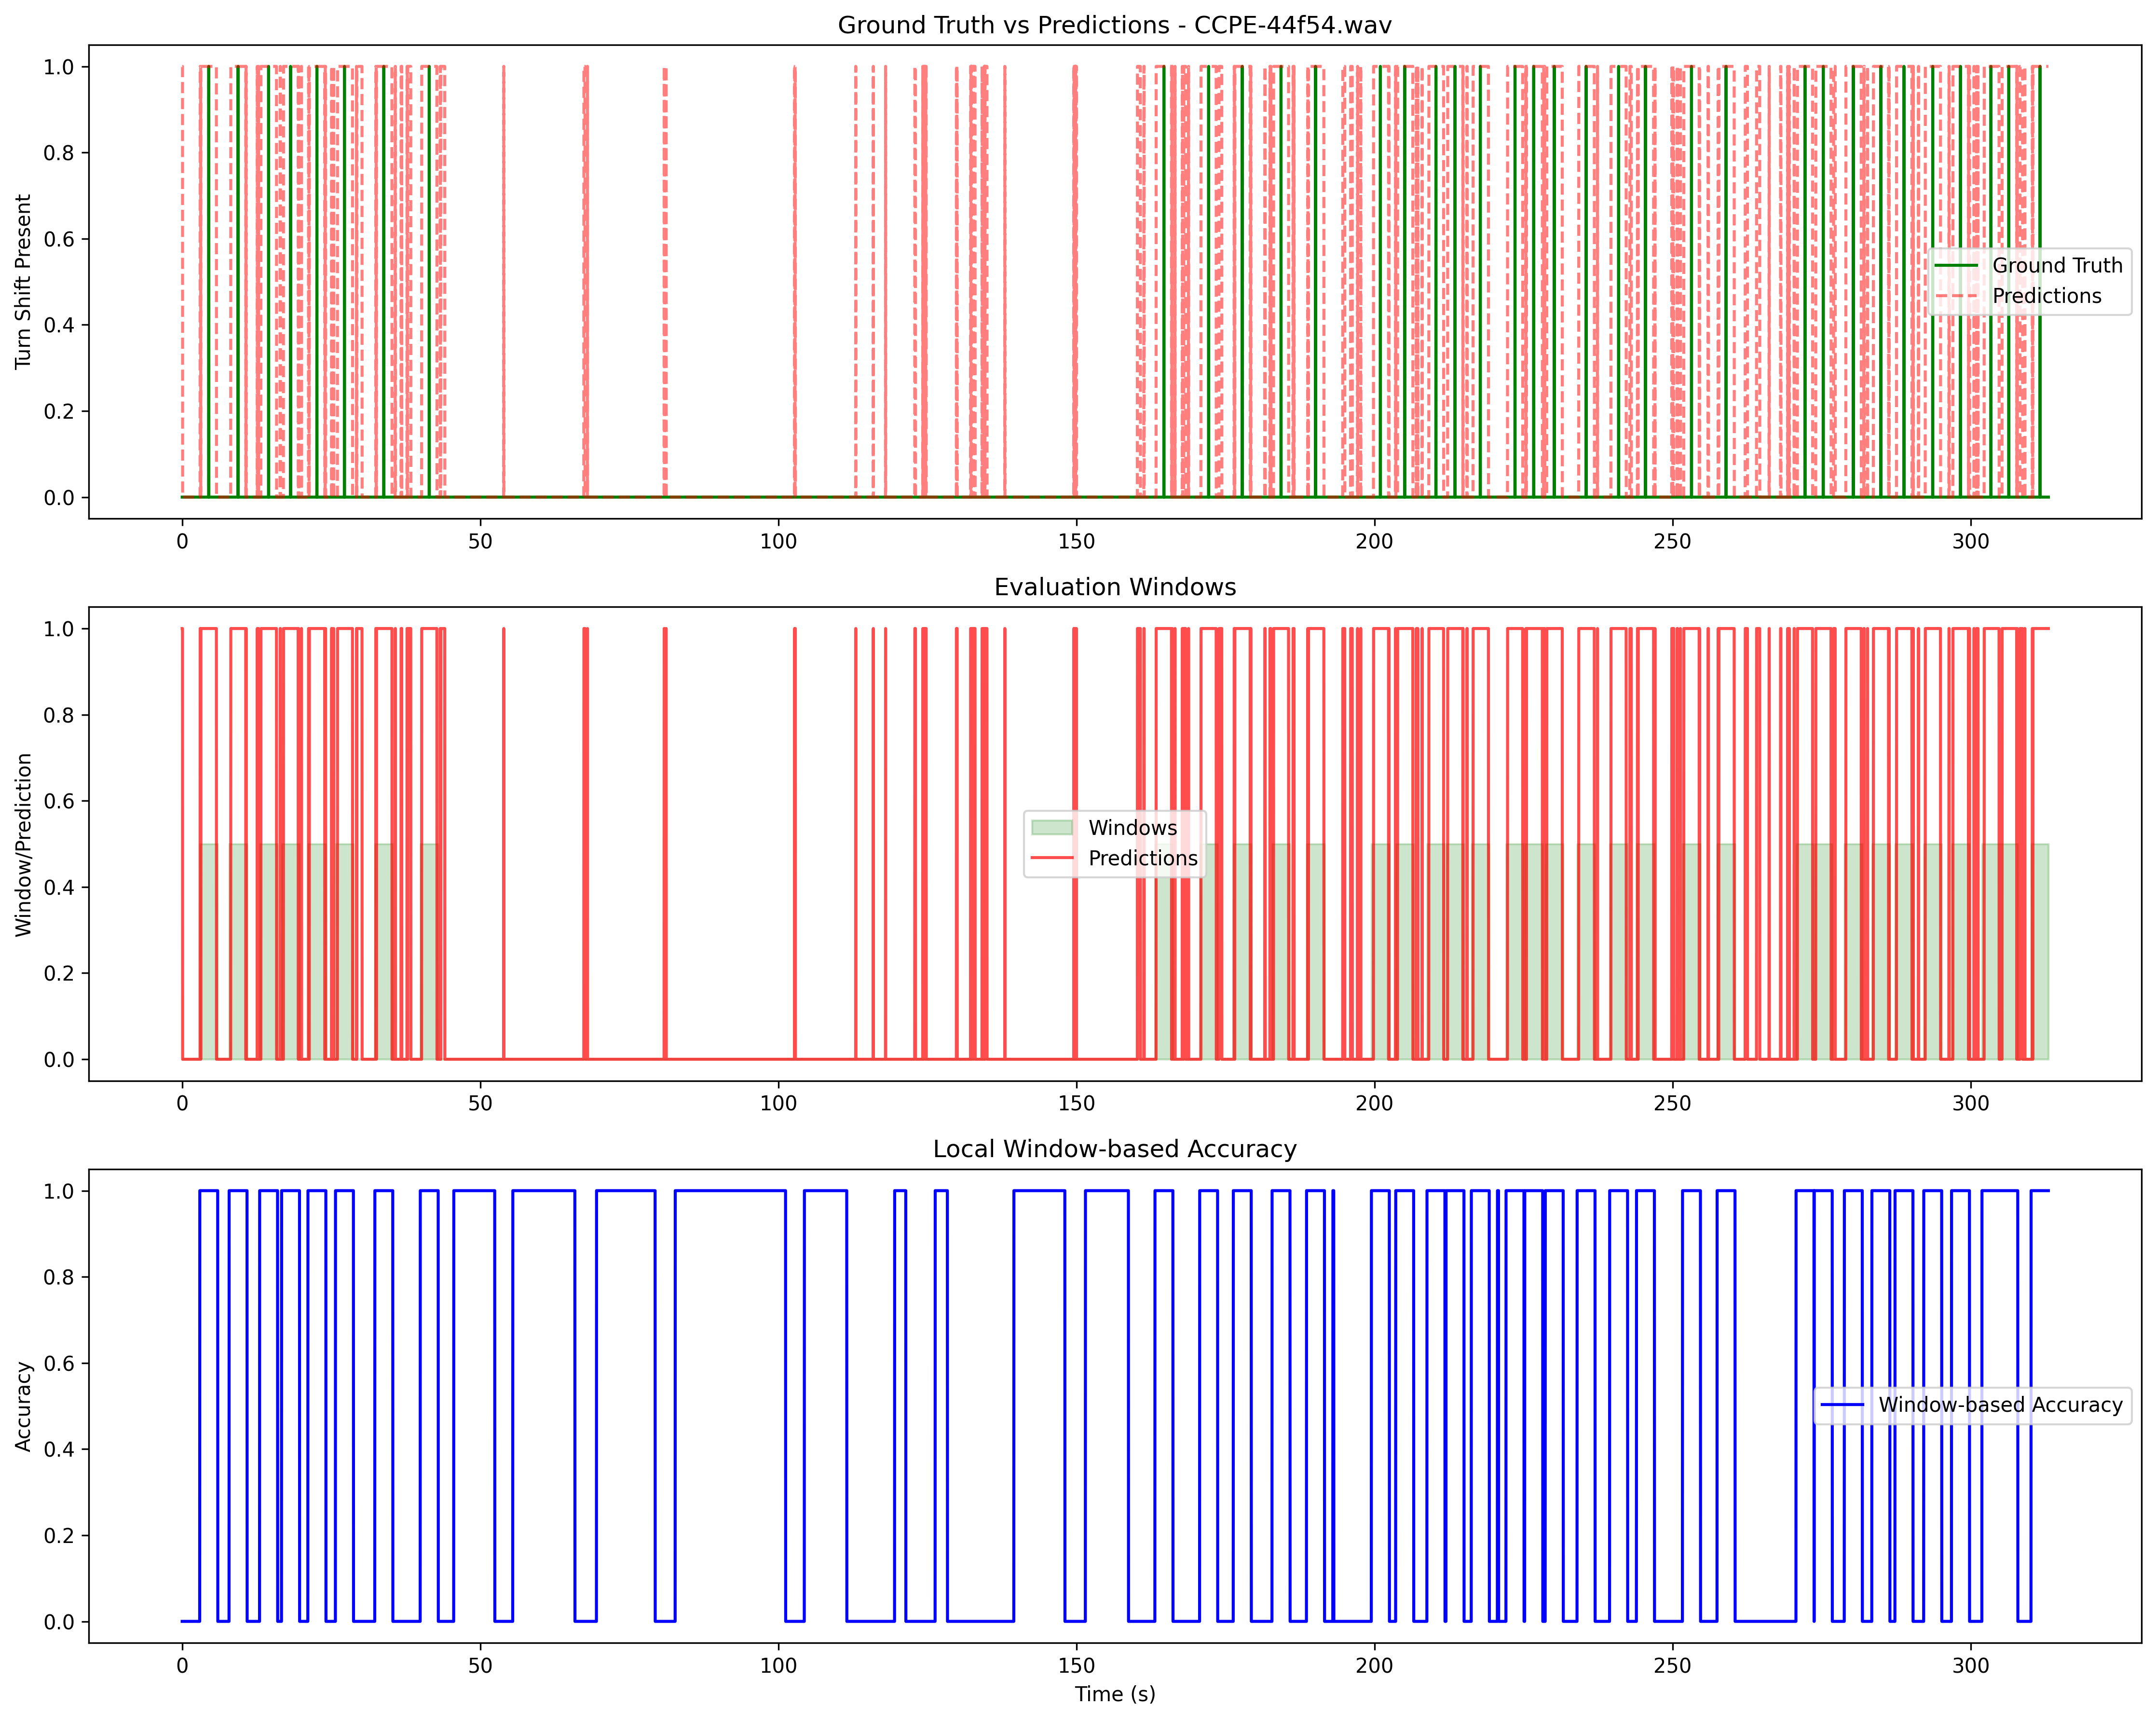 Ground Truth vs Predictions - CCPE-44f54.wav
1.0
0.8
0.6
0.4
0.2
0.0
Turn Shift Present
Ground Truth
Predictions
0 50 100 150 200 250 300
Evaluation Windows
1.0
0.8
0.6
0.4
0.2
0.0
Window/Prediction
Windows
Predictions
0 50 100 150 200 250 300
Local Window-based Accuracy
1.0
0.8
0.6
0.4
0.2
0.0
Accuracy
Window-based Accuracy
0 50 100 150 200 250 300
Time (s)